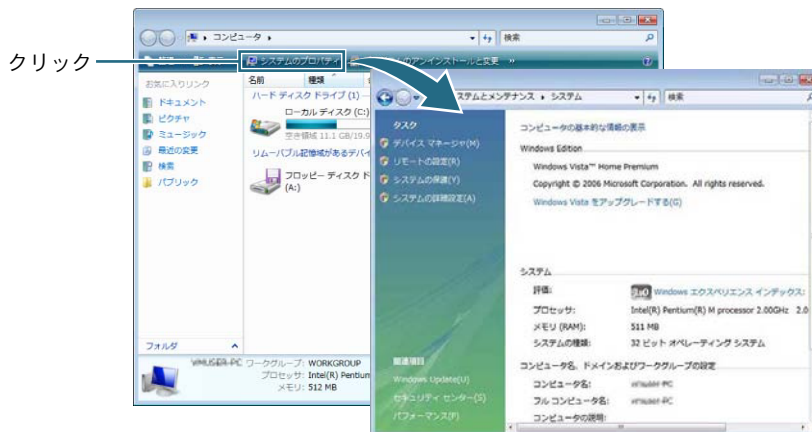 コンピュータ
検索
クリック
システムのプロパティ
のアンインストールと変更 »
お気に入りリンク
ドキュメント
ピクチャ
ミュージック
最近の変更
検索
パブリック
フォルダ
名前 種類
ハード ディスク ドライブ (1)
ローカル ディスク (C:)
空き領域 11.1 GB/19.9
リムーバブル記憶域があるデバイ
フロッピー ディスク ド
(A:)
ワークグループ: WORKGROUP
プロセッサ: Intel(R) Pentium
メモリ: 512 MB
ステムとメンテナンス システム
検索
タスク
デバイス マネージャ(M)
リモートの設定(R)
システムの保護(Y)
システムの詳細設定(A)
関連項目
Windows Update(U)
セキュリティ センター(S)
パフォーマンス(P)
コンピュータの基本的な情報の表示
Windows Edition
Windows Vista™ Home Premium
Copyright © 2006 Microsoft Corporation. All rights reserved.
Windows Vista をアップグレードする(G)
システム
評価: Windows エクスペリエンス インデックス:
プロセッサ: Intel(R) Pentium(R) M processor 2.00GHz 2.0
メモリ (RAM): 511 MB
システムの種類: 32 ビット オペレーティング システム
コンピュータ名、ドメインおよびワークグループの設定
コンピュータ名:
フル コンピュータ名:
コンピュータの説明: